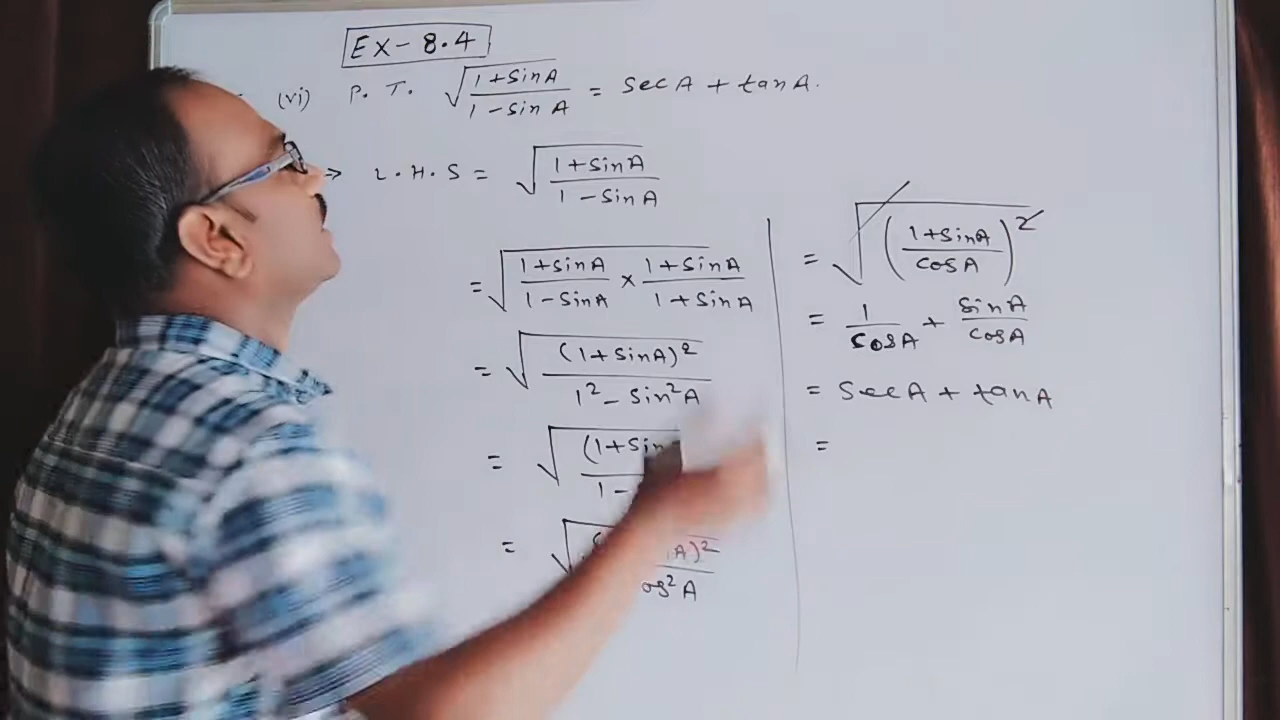 Ex - 8.4
(vi) P. T. √((1+sinA)/(1-sinA)) = secA + tanA.
→ L.H.S = √((1+sinA)/(1-sinA))
= √((1+sinA)/(1-sinA) × (1+sinA)/(1+sinA))
= √((1+sinA)²/(1²-sin²A))
= √((1+sin
1-
= √(
A)²
os²A
= √((1+sinA)/cosA)²
= 1/cosA + sinA/cosA
= secA + tanA
=